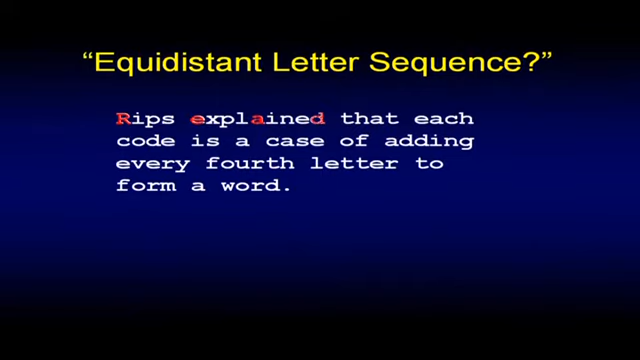 “Equidistant Letter Sequence?”
Rips explained that each
code is a case of adding
every fourth letter to
form a word.